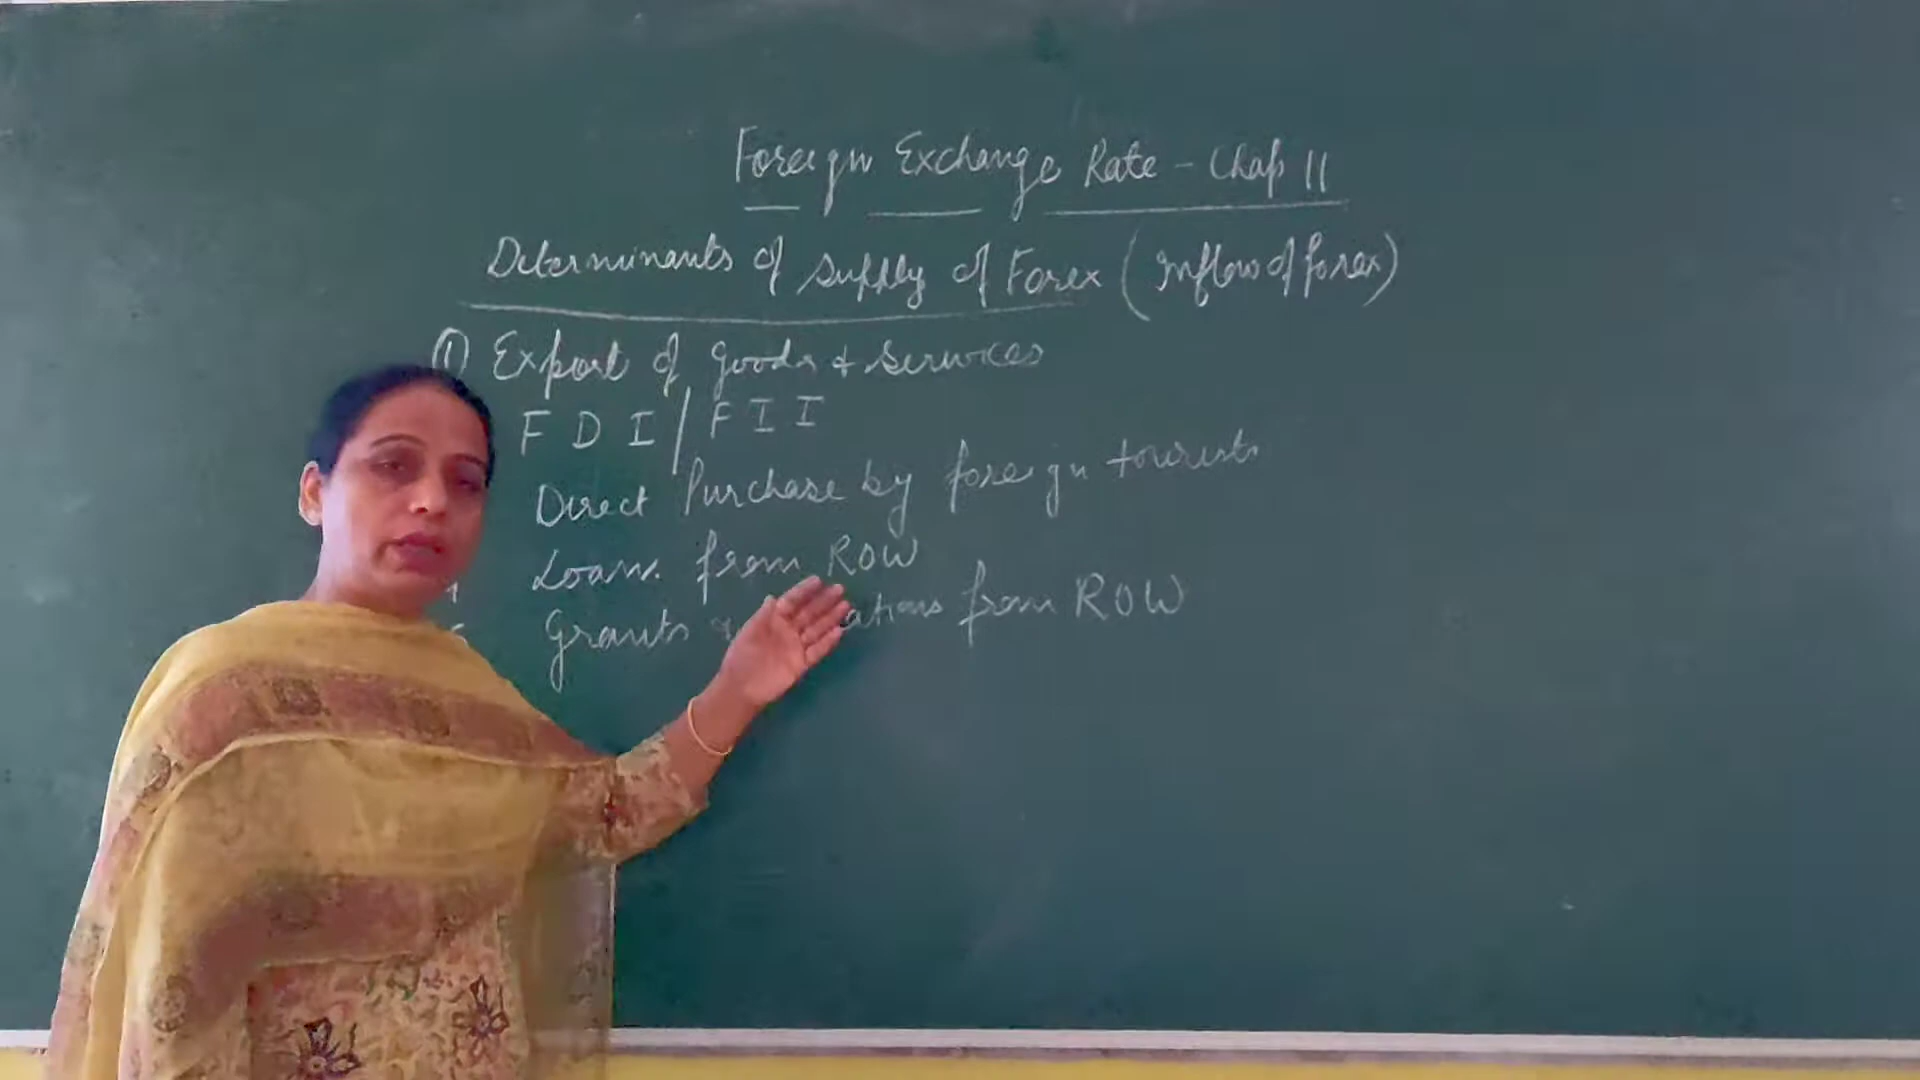 Foreign Exchange Rate - Chap 11
Determinants of Supply of Forex (Inflow of forex)
① Export of goods & services
F D I / F I I
Direct Purchase by foreign tourists
Loans from ROW
Grants from ROW